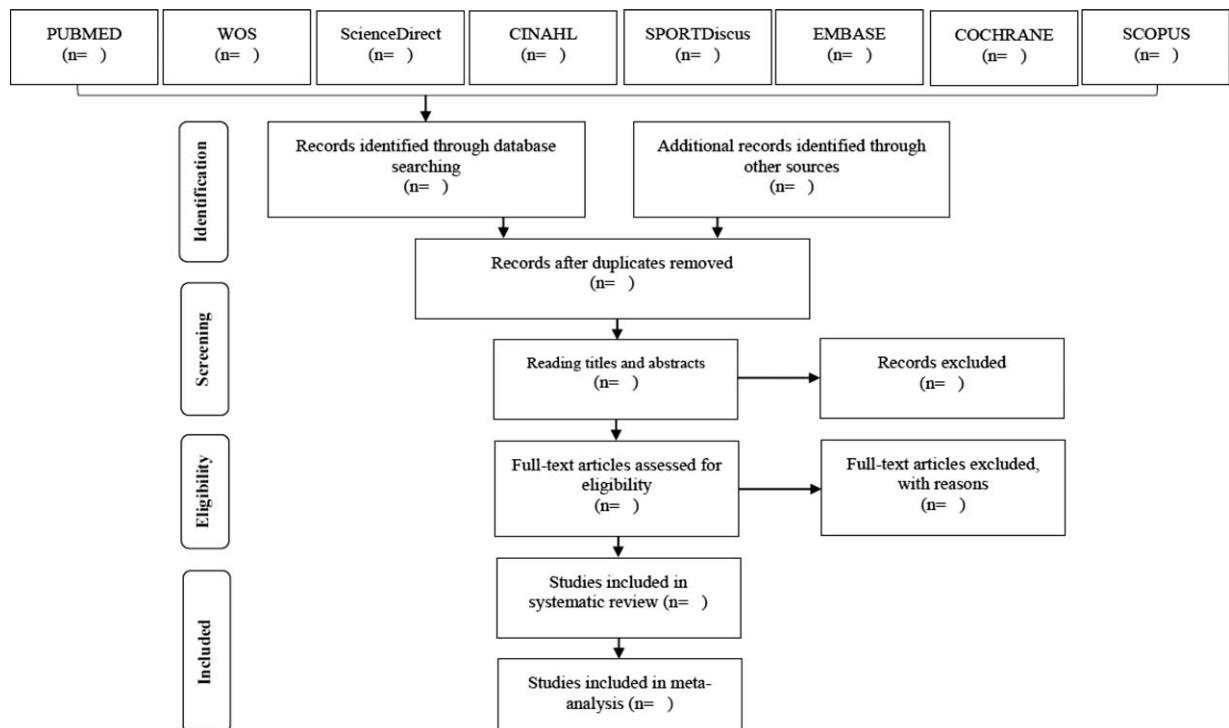 PUBMED
(n=   )
WOS
(n=   )
ScienceDirect
(n=   )
CINAHL
(n=   )
SPORTDiscus
(n=   )
EMBASE
(n=   )
COCHRANE
(n=   )
SCOPUS
(n=   )
Identification
Records identified through database
searching
(n=   )
Additional records identified through
other sources
(n=   )
Records after duplicates removed
(n=   )
Screening
Reading titles and abstracts
(n=   )
Records excluded
(n=   )
Eligibility
Full-text articles assessed for
eligibility
(n=   )
Full-text articles excluded,
with reasons
(n=   )
Included
Studies included in
systematic review (n=   )
Studies included in meta-
analysis (n=   )